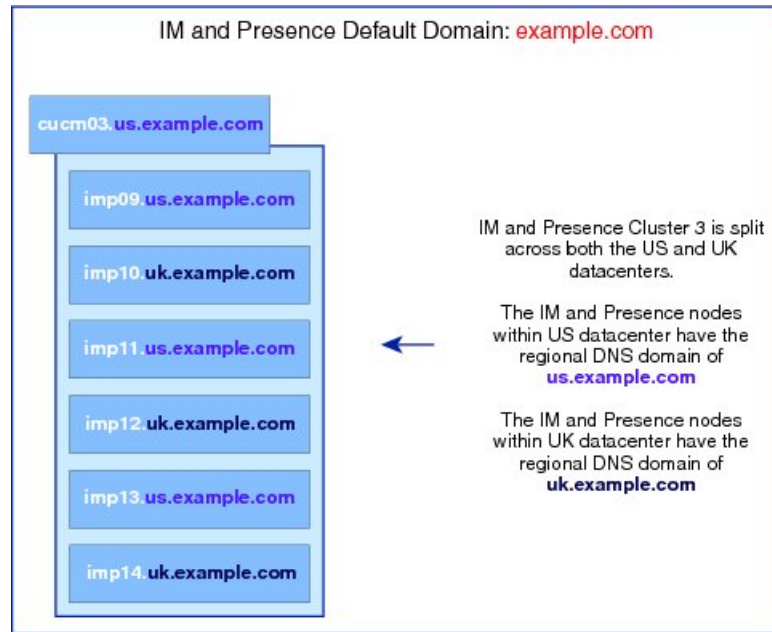 IM and Presence Default Domain: example.com
cucm03.us.example.com
imp09.us.example.com
imp10.uk.example.com
imp11.us.example.com
imp12.uk.example.com
imp13.us.example.com
imp14.uk.example.com
IM and Presence Cluster 3 is split
across both the US and UK
datacenters.
The IM and Presence nodes
within US datacenter have the
regional DNS domain of
us.example.com
The IM and Presence nodes
within UK datacenter have the
regional DNS domain of
uk.example.com